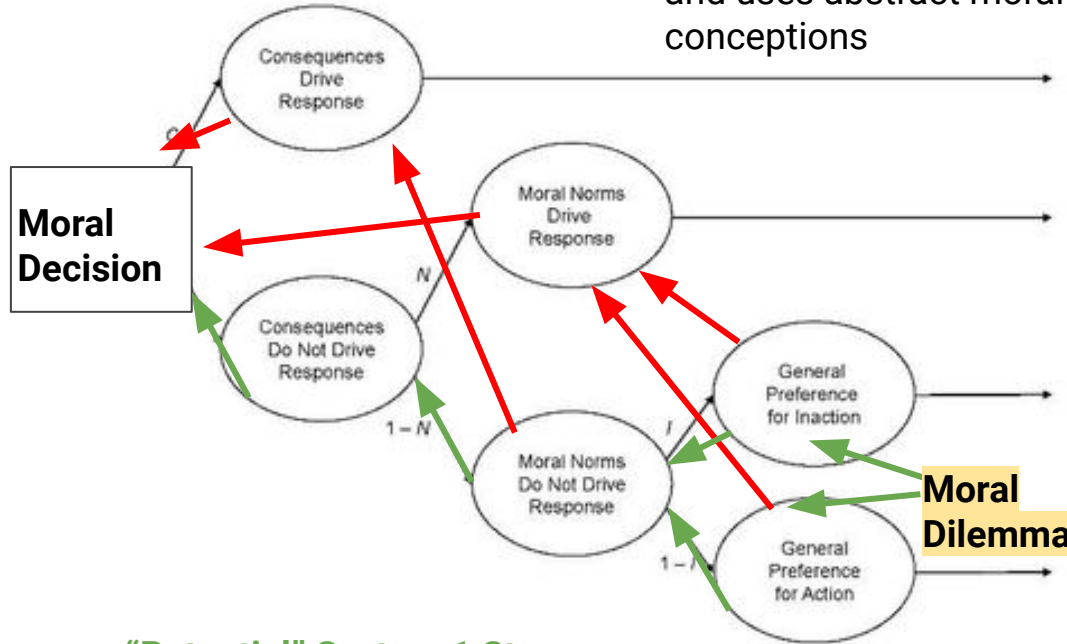 conceptions
Consequences
Drive
Response
Moral Norms
Drive
Response
Moral
Decision
N
Consequences
Do Not Drive
Response
General
Preference
for Inaction
1 – N
I
Moral Norms
Do Not Drive
Response
Moral
Dilemma
General
Preference
for Action